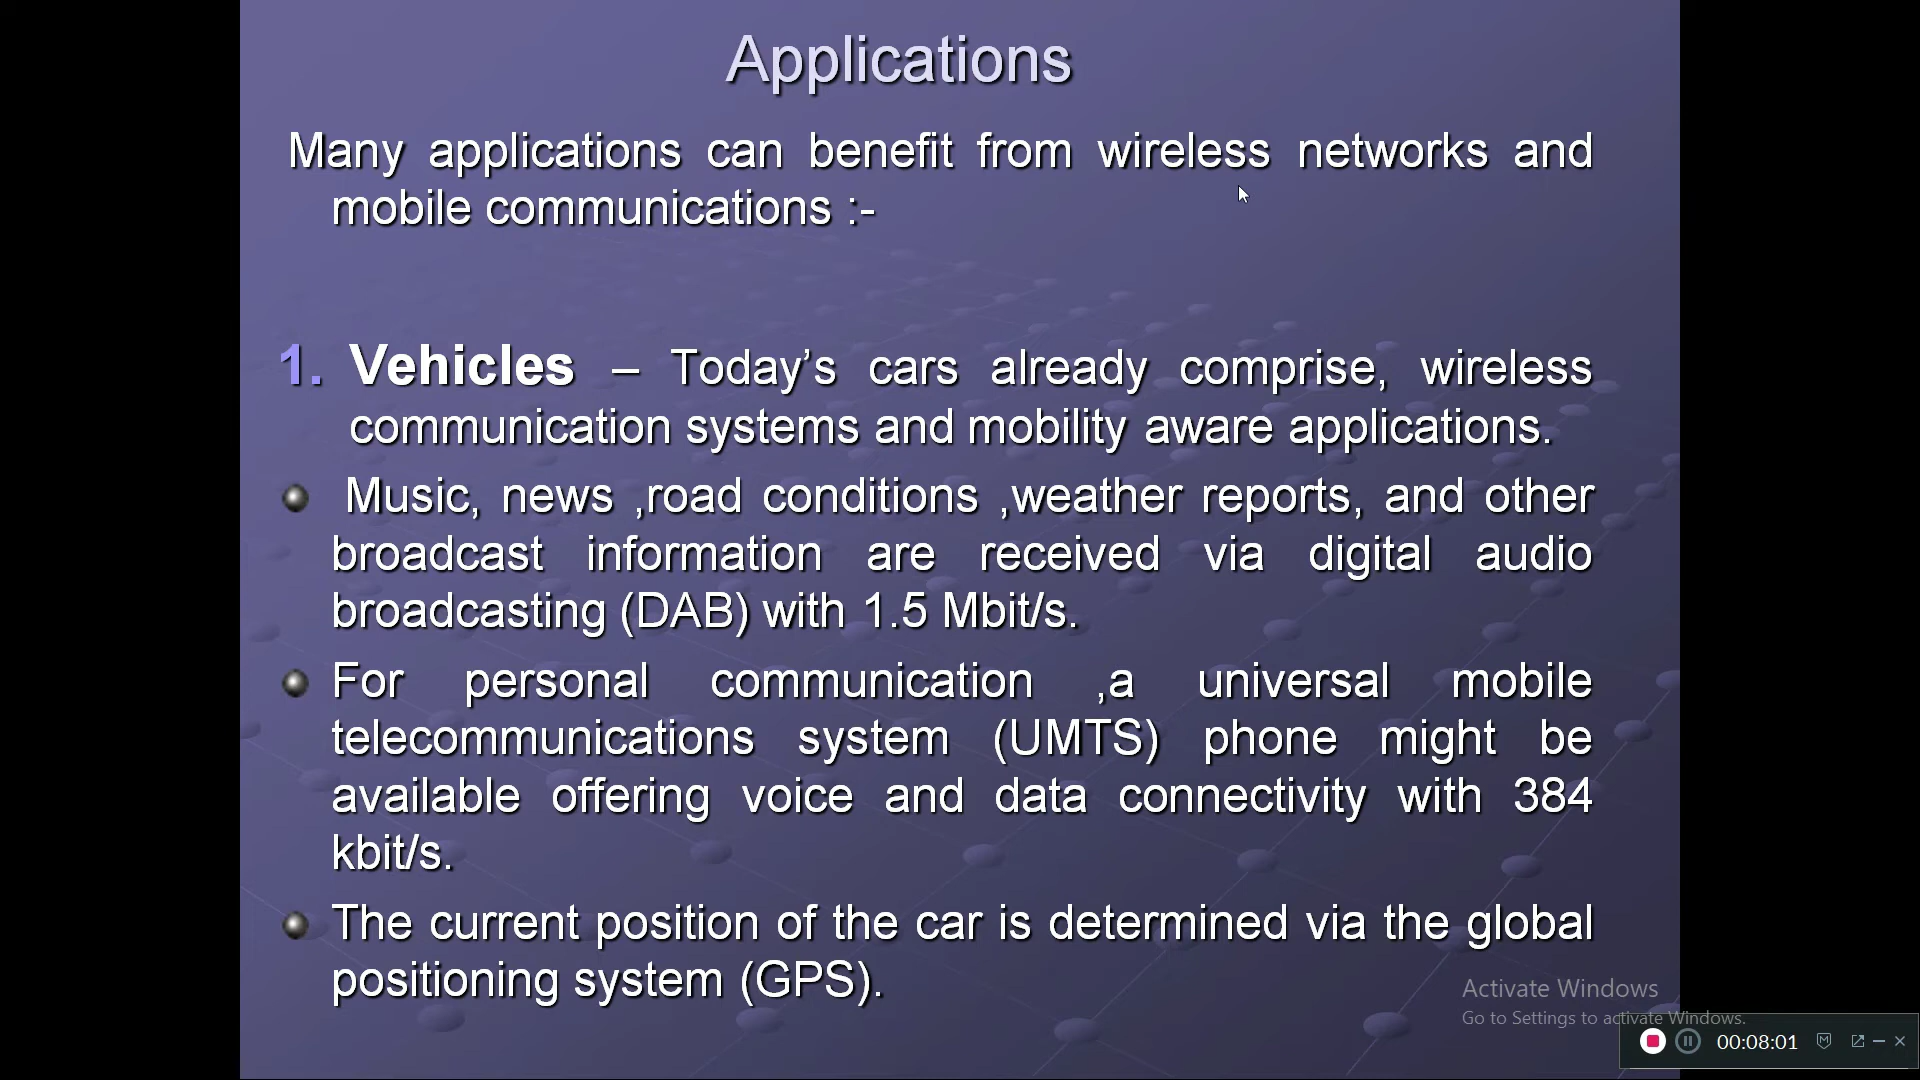 Applications
Many applications can benefit from wireless networks and
mobile communications :-
1. Vehicles – Today’s cars already comprise, wireless
communication systems and mobility aware applications.
Music, news ,road conditions ,weather reports, and other
broadcast information are received via digital audio
broadcasting (DAB) with 1.5 Mbit/s.
For personal communication ,a universal mobile
telecommunications system (UMTS) phone might be
available offering voice and data connectivity with 384
kbit/s.
The current position of the car is determined via the global
positioning system (GPS).
Activate Windows
Go to Settings to activate Windows.
00:08:01